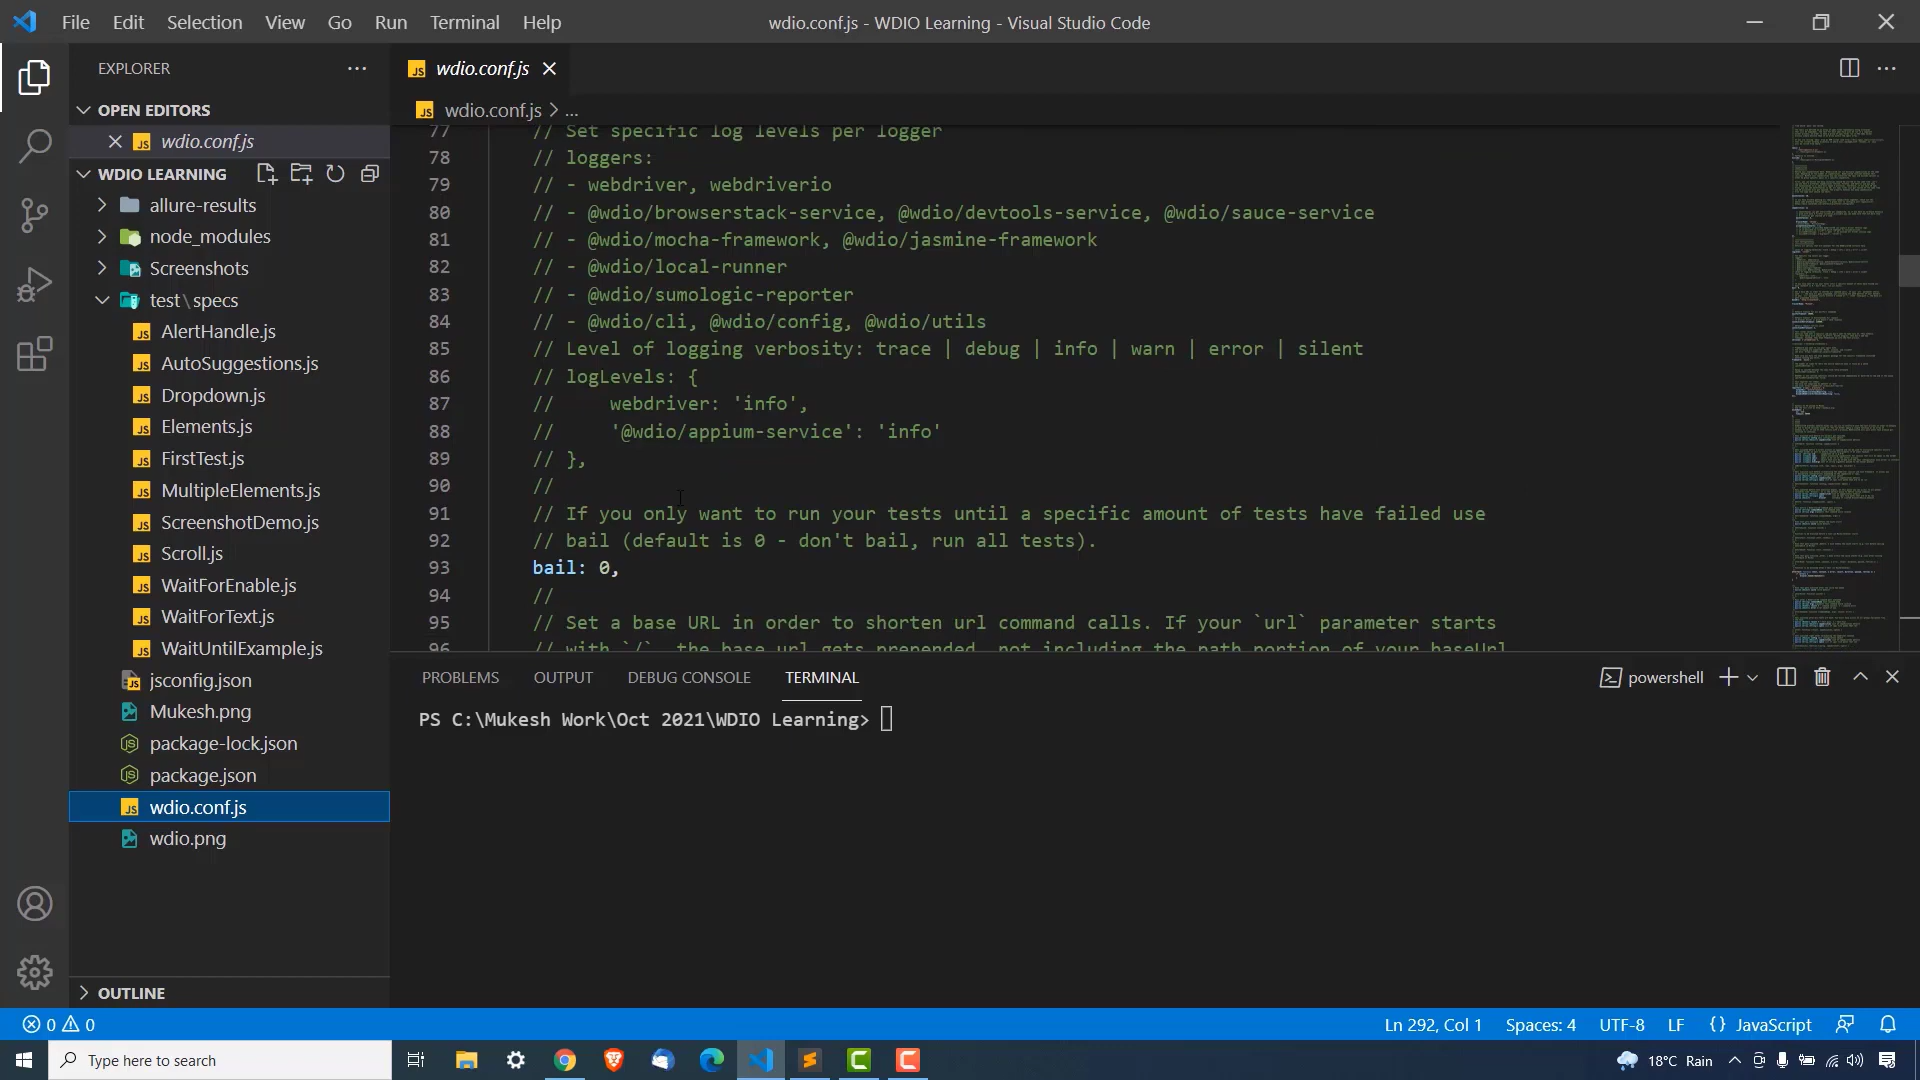 File Edit Selection View Go Run Terminal Help
wdio.conf.js - WDIO Learning - Visual Studio Code
EXPLORER
wdio.conf.js
OPEN EDITORS
wdio.conf.js
wdio.conf.js > ...
WDIO LEARNING
allure-results
node_modules
Screenshots
test\specs
AlertHandle.js
AutoSuggestions.js
Dropdown.js
Elements.js
FirstTest.js
MultipleElements.js
ScreenshotDemo.js
Scroll.js
WaitForEnable.js
WaitForText.js
WaitUntilExample.js
jsconfig.json
Mukesh.png
package-lock.json
package.json
wdio.conf.js
wdio.png
OUTLINE
77 // Set specific log levels per logger
78 // loggers:
79 // - webdriver, webdriverio
80 // - @wdio/browserstack-service, @wdio/devtools-service, @wdio/sauce-service
81 // - @wdio/mocha-framework, @wdio/jasmine-framework
82 // - @wdio/local-runner
83 // - @wdio/sumologic-reporter
84 // - @wdio/cli, @wdio/config, @wdio/utils
85 // Level of logging verbosity: trace | debug | info | warn | error | silent
86 // logLevels: {
87 //     webdriver: 'info',
88 //     '@wdio/appium-service': 'info'
89 // },
90 //
91 // If you only want to run your tests until a specific amount of tests have failed use
92 // bail (default is 0 - don't bail, run all tests).
93 bail: 0,
94 //
95 // Set a base URL in order to shorten url command calls. If your `url` parameter starts
96 // with `/`, the base url gets prepended, not including the path portion of your baseUrl.
PROBLEMS OUTPUT DEBUG CONSOLE TERMINAL
powershell
PS C:\Mukesh Work\Oct 2021\WDIO Learning>
0 0
Ln 292, Col 1 Spaces: 4 UTF-8 LF {} JavaScript
Type here to search
18°C Rain